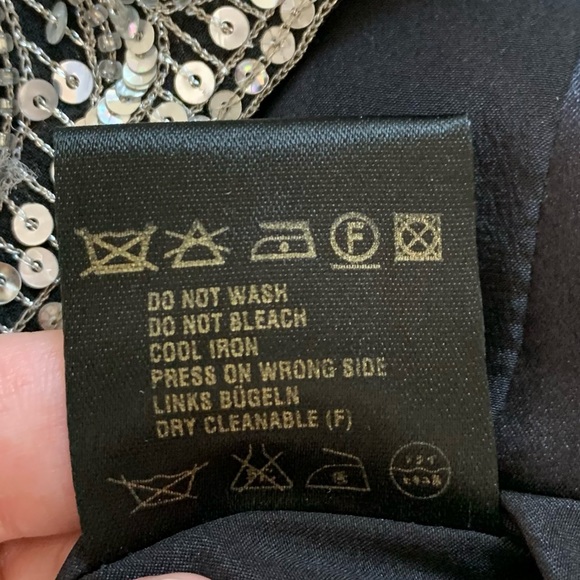 F
DO NOT WASH
DO NOT BLEACH
COOL IRON
PRESS ON WRONG SIDE
LINKS BÜGELN
DRY CLEANABLE (F)